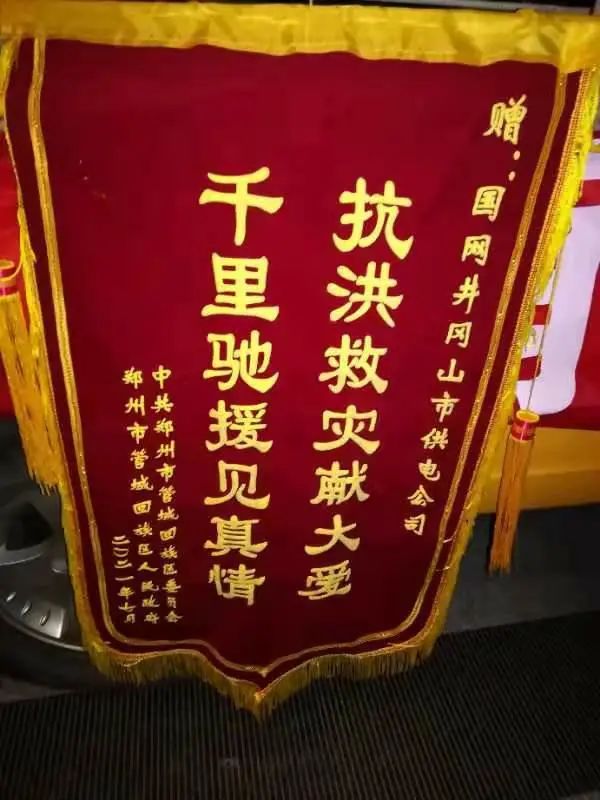 赠：国网井冈山市供电公司
抗洪救灾献大爱
千里驰援见真情
中共郑州市管城回族区委员会
郑州市管城回族区人民政府
二〇二一年七月